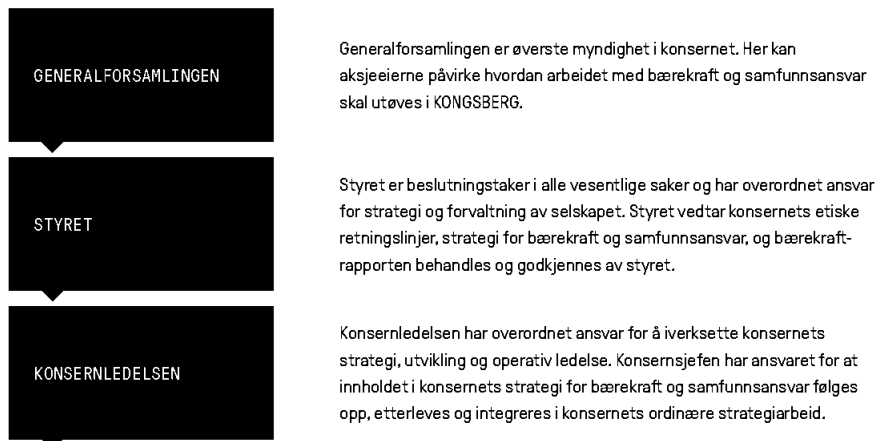 GENERALFORSAMLINGEN
Generalforsamlingen er øverste myndighet i konsernet. Her kan
aksjeeierne påvirke hvordan arbeidet med bærekraft og samfunnsansvar
skal utøves i KONGSBERG.
STYRET
Styret er beslutningstaker i alle vesentlige saker og har overordnet ansvar
for strategi og forvaltning av selskapet. Styret vedtar konsernets etiske
retningslinjer, strategi for bærekraft og samfunnsansvar, og bærekraft-
rapporten behandles og godkjennes av styret.
KONSERNLEDELSEN
Konsernledelsen har overordnet ansvar for å iverksette konsernets
strategi, utvikling og operativ ledelse. Konsernsjefen har ansvaret for at
innholdet i konsernets strategi for bærekraft og samfunnsansvar følges
opp, etterleves og integreres i konsernets ordinære strategiarbeid.